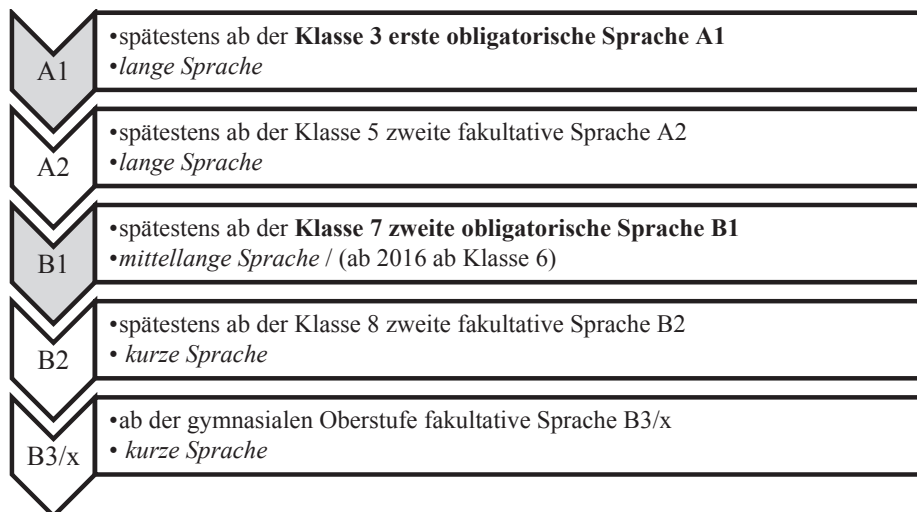 A1
•spätestens ab der Klasse 3 erste obligatorische Sprache A1
•lange Sprache
A2
•spätestens ab der Klasse 5 zweite fakultative Sprache A2
•lange Sprache
B1
•spätestens ab der Klasse 7 zweite obligatorische Sprache B1
•mittellange Sprache / (ab 2016 ab Klasse 6)
B2
•spätestens ab der Klasse 8 zweite fakultative Sprache B2
• kurze Sprache
B3/x
•ab der gymnasialen Oberstufe fakultative Sprache B3/x
• kurze Sprache